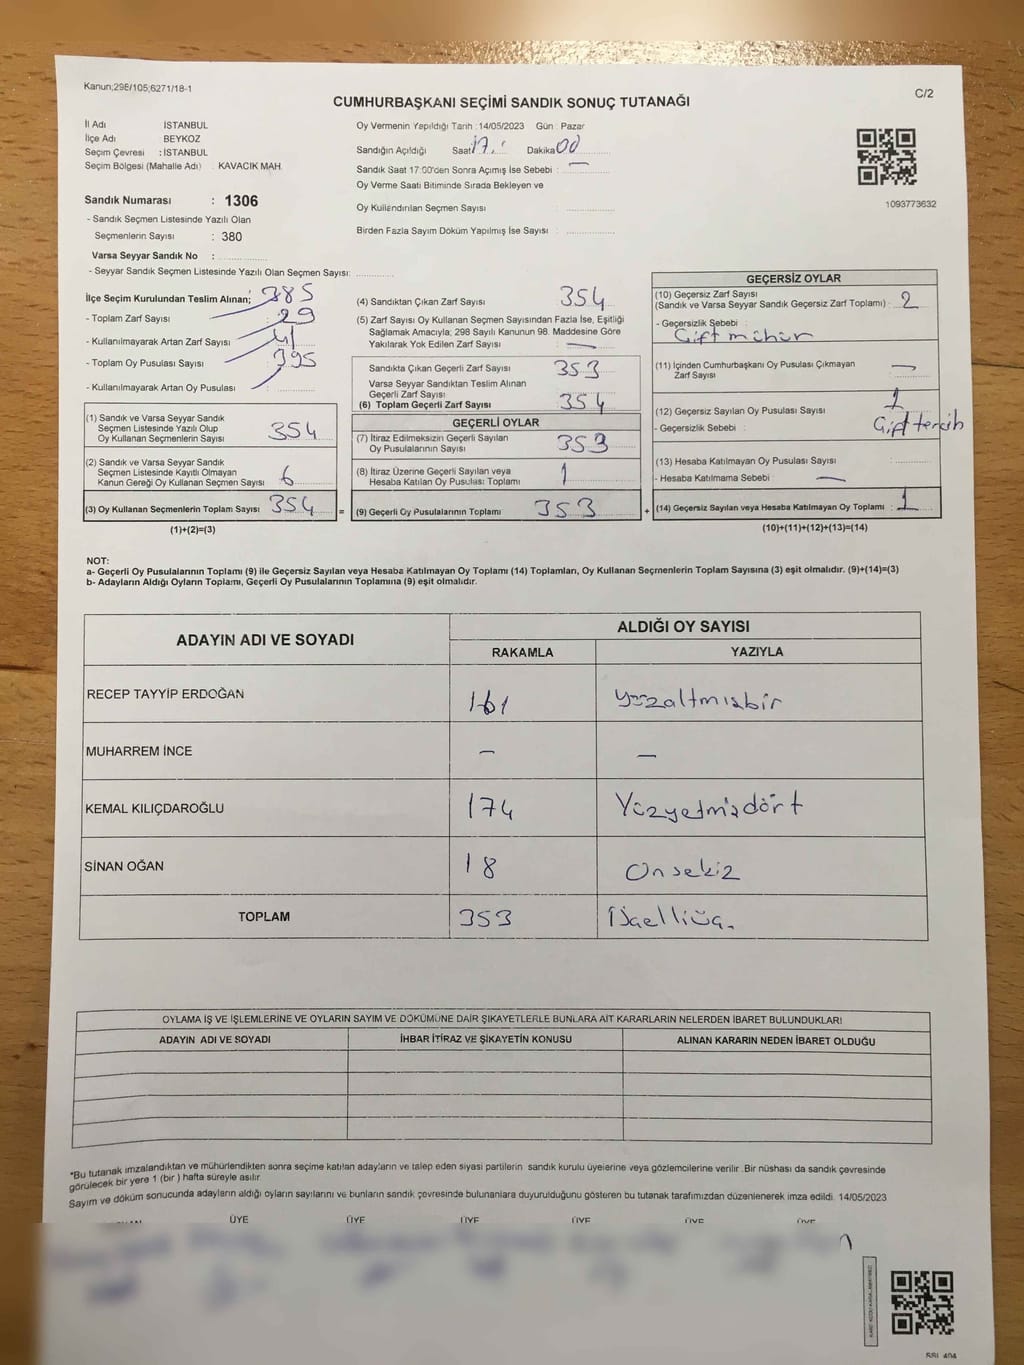 Kanun;298/105;6271/18-1
C/2
CUMHURBAŞKANI SEÇİMİ SANDIK SONUÇ TUTANAĞI
İl Adı İSTANBUL
İlçe Adı BEYKOZ
Seçim Çevresi : İSTANBUL
Seçim Bölgesi (Mahalle Adı) : KAVACIK MAH.
Sandık Numarası : 1306
- Sandık Seçmen Listesinde Yazılı Olan
Seçmenlerin Sayısı : 380
Varsa Seyyar Sandık No :
- Seyyar Sandık Seçmen Listesinde Yazılı Olan Seçmen Sayısı:
Oy Vermenin Yapıldığı Tarih : 14/05/2023 Gün : Pazar
Sandığın Açıldığı Saat 17 Dakika 00
Sandık Saat 17:00'den Sonra Açımış İse Sebebi : —
Oy Verme Saati Bitiminde Sırada Bekleyen ve
Oy Kullandırılan Seçmen Sayısı :
Birden Fazla Sayım Döküm Yapılmış İse Sayısı :
1093773632
İlçe Seçim Kurulundan Teslim Alınan;
- Toplam Zarf Sayısı : 385
- Kullanılmayarak Artan Zarf Sayısı : 29
- Toplam Oy Pusulası Sayısı 395
- Kullanılmayarak Artan Oy Pusulası : 41
(1) Sandık ve Varsa Seyyar Sandık
Seçmen Listesinde Yazılı Olup
Oy Kullanan Seçmenlerin Sayısı 354
(2) Sandık ve Varsa Seyyar Sandık
Seçmen Listesinde Kayıtlı Olmayan
Kanun Gereği Oy Kullanan Seçmen Sayısı 6
(3) Oy Kullanan Seçmenlerin Toplam Sayısı : 354 =
(1)+(2)=(3)
(4) Sandıktan Çıkan Zarf Sayısı 354
(5) Zarf Sayısı Oy Kullanan Seçmen Sayısından Fazla İse, Eşitliği
Sağlamak Amacıyla; 298 Sayılı Kanunun 98. Maddesine Göre
Yakılarak Yok Edilen Zarf Sayısı : —
Sandıkta Çıkan Geçerli Zarf Sayısı : 353
Varsa Seyyar Sandıktan Teslim Alınan
Geçerli Zarf Sayısı
(6) Toplam Geçerli Zarf Sayısı 354
GEÇERLİ OYLAR
(7) İtiraz Edilmeksizin Geçerli Sayılan
Oy Pusulalarının Sayısı 353
(8) İtiraz Üzerine Geçerli Sayılan veya
Hesaba Katılan Oy Pusulası Toplamı 1
(9) Geçerli Oy Pusulalarının Toplamı : 353 +
GEÇERSİZ OYLAR
(10) Geçersiz Zarf Sayısı
(Sandık ve Varsa Seyyar Sandık Geçersiz Zarf Toplamı) : 2
- Geçersizlik Sebebi : Çift mühür
(11) İçinden Cumhurbaşkanı Oy Pusulası Çıkmayan
Zarf Sayısı : —
(12) Geçersiz Sayılan Oy Pusulası Sayısı 1
- Geçersizlik Sebebi : Çift tercih
(13) Hesaba Katılmayan Oy Pusulası Sayısı
- Hesaba Katılmama Sebebi : —
(14) Geçersiz Sayılan veya Hesaba Katılmayan Oy Toplamı : 1
(10)+(11)+(12)+(13)=(14)
NOT:
a- Geçerli Oy Pusulalarının Toplamı (9) ile Geçersiz Sayılan veya Hesaba Katılmayan Oy Toplamı (14) Toplamları, Oy Kullanan Seçmenlerin Toplam Sayısına (3) eşit olmalıdır. (9)+(14)=(3)
b- Adayların Aldığı Oyların Toplamı, Geçerli Oy Pusulalarının Toplamına (9) eşit olmalıdır.
ADAYIN ADI VE SOYADI ALDIĞI OY SAYISI
RAKAMLA YAZIYLA
RECEP TAYYİP ERDOĞAN 161 yüzaltmışbir
MUHARREM İNCE — —
KEMAL KILIÇDAROĞLU 174 Yüzyetmişdört
SİNAN OĞAN 18 Onsekiz
TOPLAM 353 Üçelliüç.
OYLAMA İŞ VE İŞLEMLERİNE VE OYLARIN SAYIM VE DÖKÜMÜNE DAİR ŞİKAYETLERLE BUNLARA AİT KARARLARIN NELERDEN İBARET BULUNDUKLARI
ADAYIN ADI VE SOYADI İHBAR İTİRAZ VE ŞİKAYETİN KONUSU ALINAN KARARIN NEDEN İBARET OLDUĞU
*Bu tutanak imzalandıktan ve mühürlendikten sonra seçime katılan adayların ve talep eden siyasi partilerin sandık kurulu üyelerine veya gözlemcilerine verilir. Bir nüshası da sandık çevresinde
görülecek bir yere 1 (bir ) hafta süreyle asılır.
Sayım ve döküm sonucunda adayların aldığı oyların sayılarını ve bunların sandık çevresinde bulunanlara duyurulduğunu gösteren bu tutanak tarafımızdan düzenlenerek imza edildi. 14/05/2023
ÜYE ÜYE ÜYE ÜYE ÜYE ÜYE